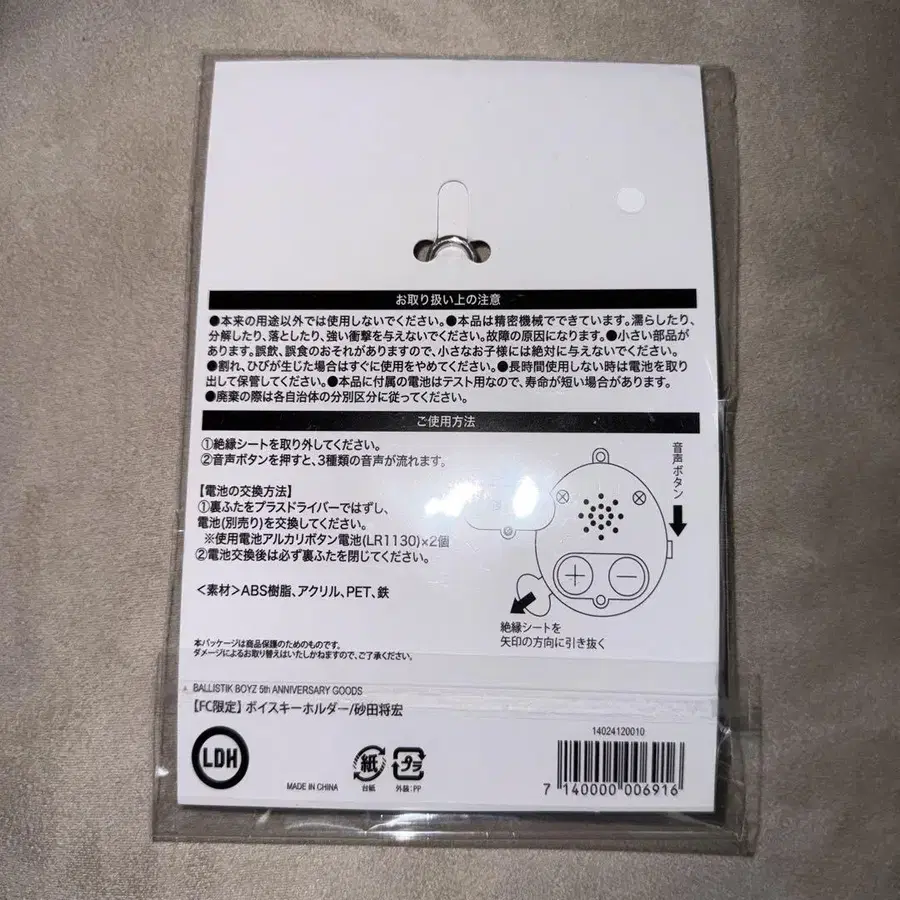 お取り扱い上の注意
●本来の用途以外では使用しないでください。●本品は精密機械でできています。濡らしたり、
分解したり、落としたり、強い衝撃を与えないでください。故障の原因になります。●小さい部品が
あります。誤飲、誤食のおそれがありますので、小さなお子様には絶対に与えないでください。
●割れ、ひびが生じた場合はすぐに使用をやめてください。●長時間使用しない時は電池を取り
出して保管してください。●本品に付属の電池はテスト用なので、寿命が短い場合があります。
●廃棄の際は各自治体の分別区分に従ってください。
ご使用方法
①絶縁シートを取り外してください。
②音声ボタンを押すと、3種類の音声が流れます。
【電池の交換方法】
①裏ふたをプラスドライバーではずし、
電池(別売り)を交換してください。
※使用電池アルカリボタン電池(LR1130)×2個
②電池交換後は必ず裏ふたを閉じてください。
<素材>ABS樹脂、アクリル、PET、鉄
音声ボタン
+ −
絶縁シートを
矢印の方向に引き抜く
本パッケージは商品保護のためのものです。
ダメージによるお取り替えはいたしかねますので、ご了承ください。
BALLISTIK BOYZ 5th ANNIVERSARY GOODS
【FC限定】ボイスキーホルダー/砂田将宏
LDH
MADE IN CHINA
紙
台紙
プラ
外装:PP
14024120010
7 140000 006916